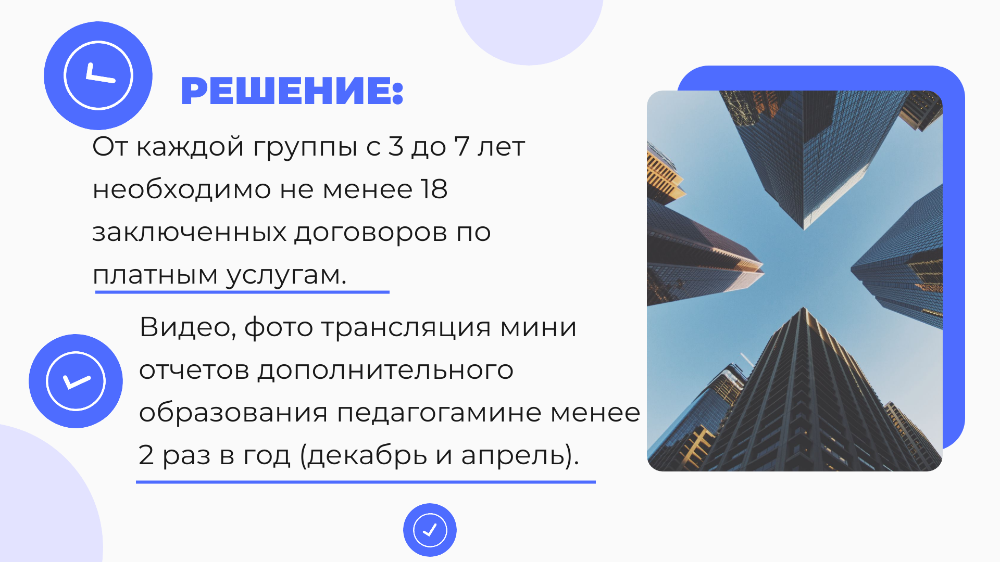 РЕШЕНИЕ:
От каждой группы с 3 до 7 лет
необходимо не менее 18
заключенных договоров по
платным услугам.
Видео, фото трансляция мини
отчетов дополнительного
образования педагогамине менее
2 раз в год (декабрь и апрель).